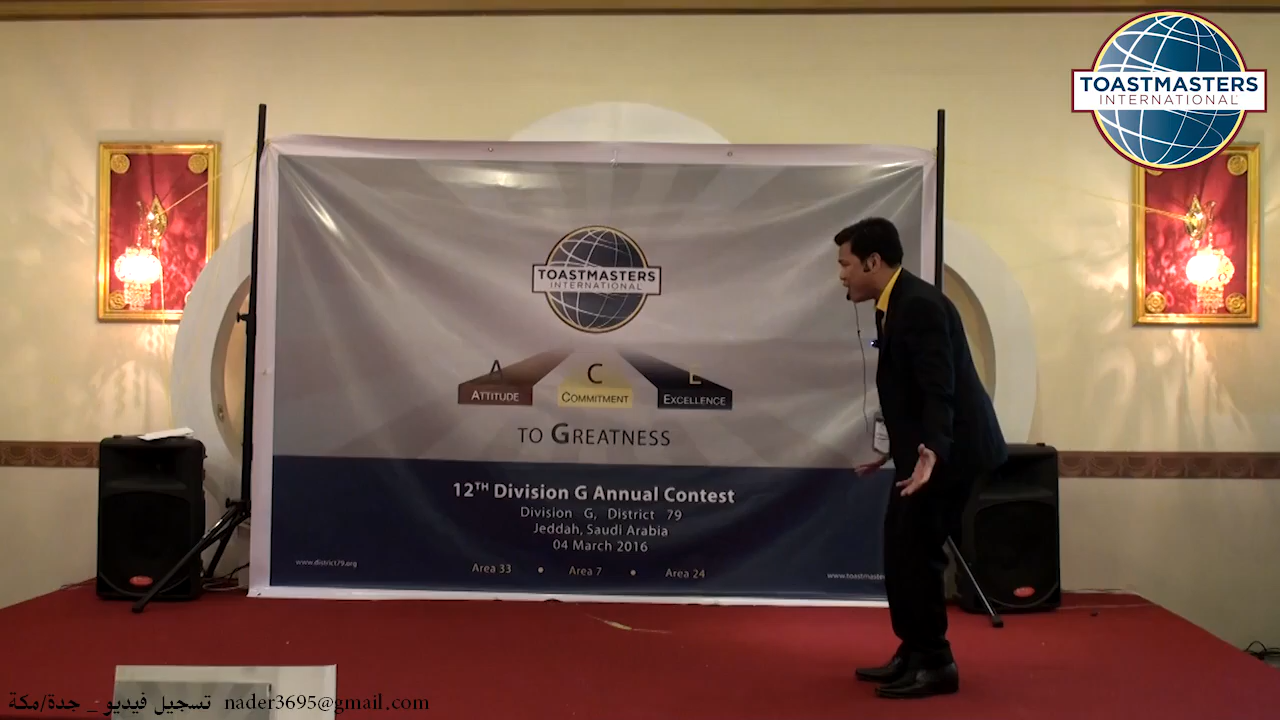 TOASTMASTERS
INTERNATIONAL
TOASTMASTERS
INTERNATIONAL
A C E
ATTITUDE COMMITMENT EXCELLENCE
TO GREATNESS
12TH Division G Annual Contest
Division G, District 79
Jeddah, Saudi Arabia
04 March 2016
www.district79.org
Area 33 • Area 7 • Area 24
تسجيل فيديو _ جدة/مكة nader3695@gmail.com